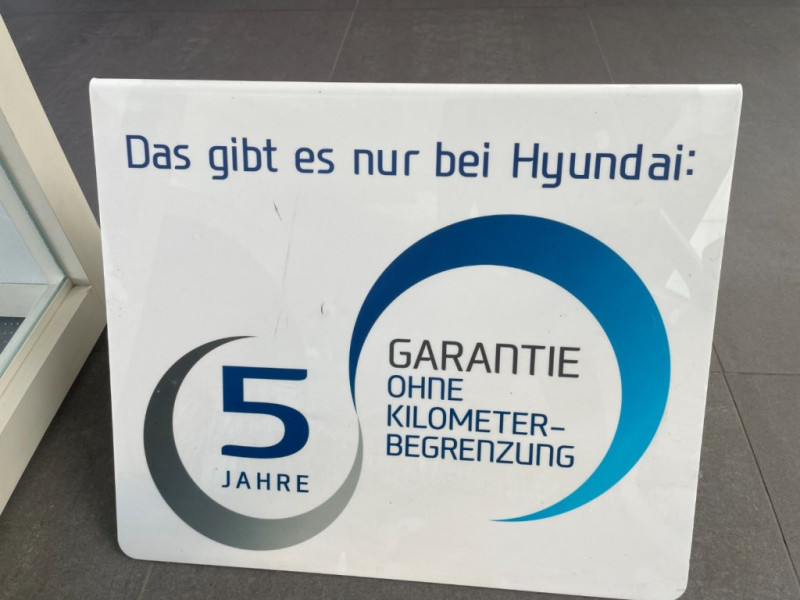 Das gibt es nur bei Hyundai:
5
JAHRE
GARANTIE
OHNE
KILOMETER-
BEGRENZUNG